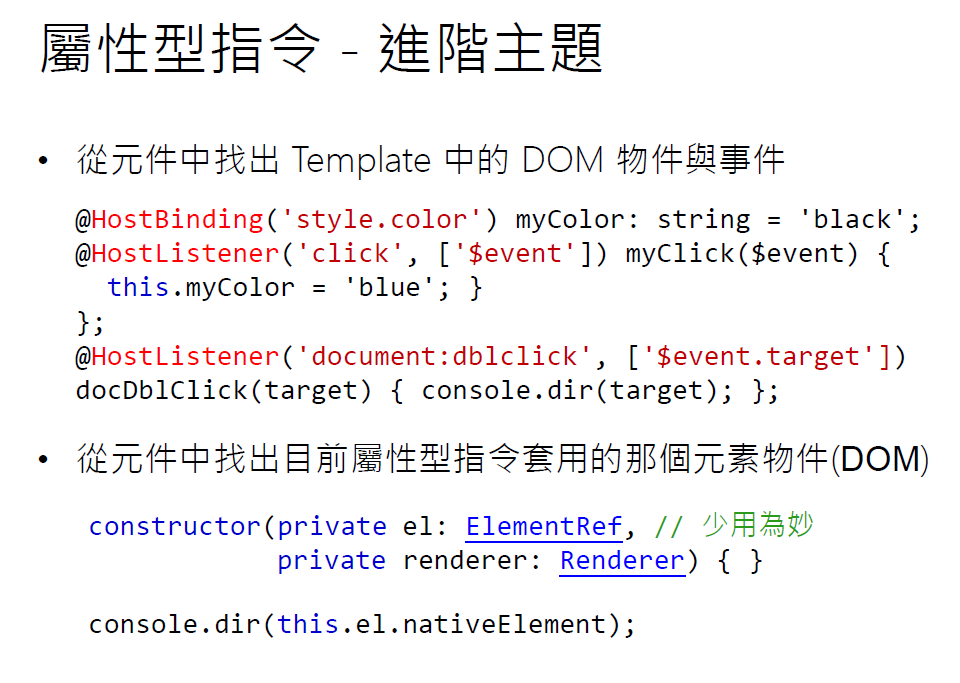 屬性型指令 - 進階主題
• 從元件中找出 Template 中的 DOM 物件與事件
@HostBinding('style.color') myColor: string = 'black';
@HostListener('click', ['$event']) myClick($event) {
  this.myColor = 'blue'; }
};
@HostListener('document:dblclick', ['$event.target'])
docDblClick(target) { console.dir(target); };
• 從元件中找出目前屬性型指令套用的那個元素物件(DOM)
constructor(private el: ElementRef, // 少用為妙
            private renderer: Renderer) { }
console.dir(this.el.nativeElement);